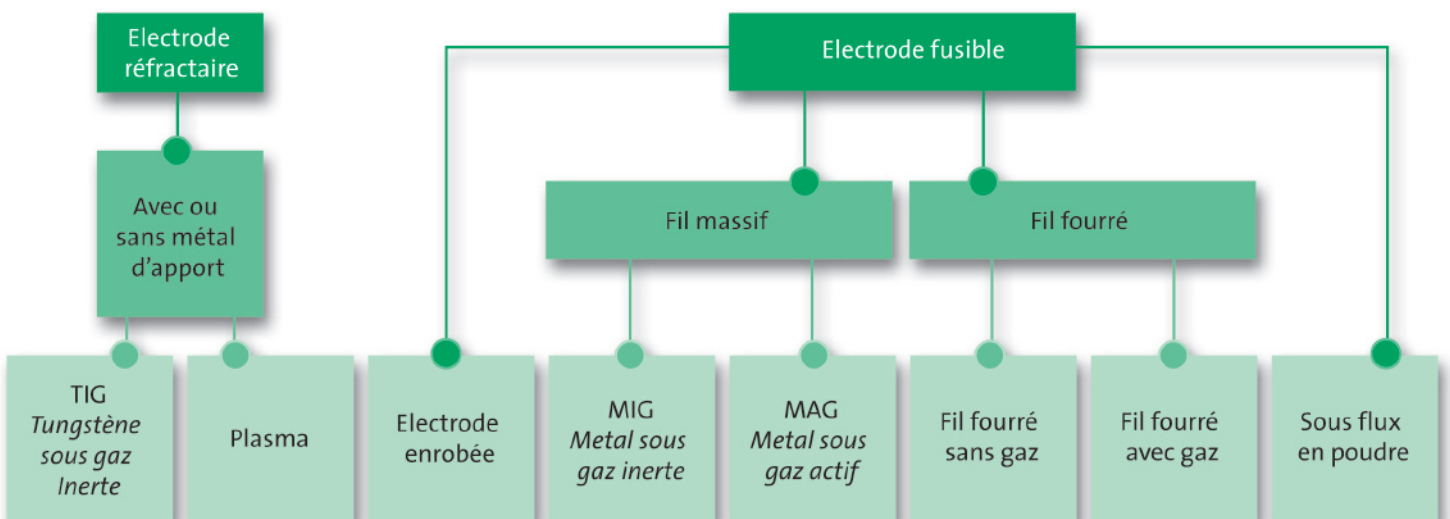 Electrode
réfractaire
Electrode fusible
Avec ou
sans métal
d'apport
Fil massif
Fil fourré
TIG
Tungstène
sous gaz
Inerte
Plasma
Electrode
enrobée
MIG
Metal sous
gaz inerte
MAG
Metal sous
gaz actif
Fil fourré
sans gaz
Fil fourré
avec gaz
Sous flux
en poudre